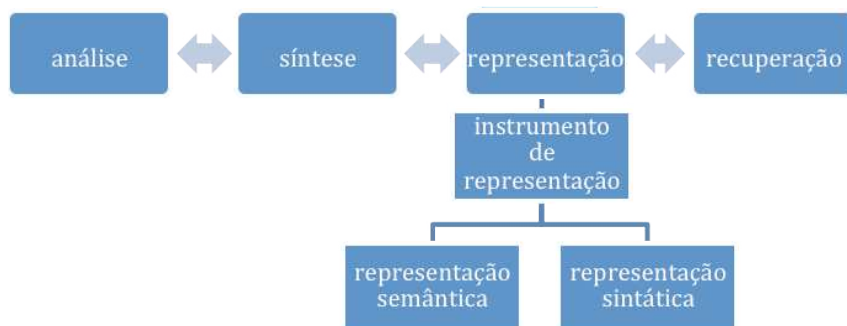 análise
síntese
representação
recuperação
instrumento
de
representação
representação
semântica
representação
sintática